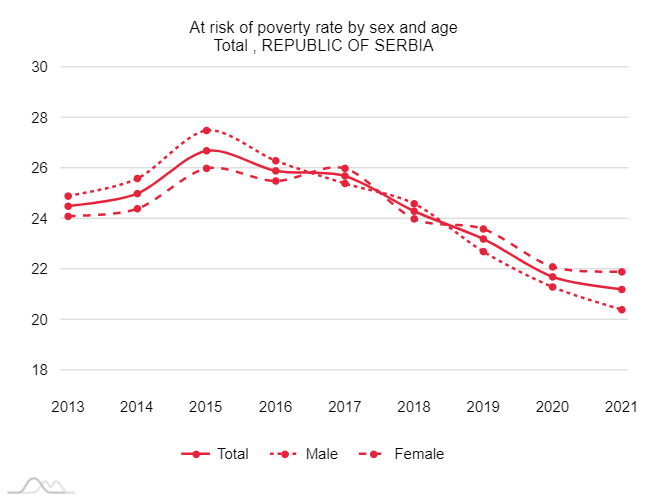 At risk of poverty rate by sex and age
Total , REPUBLIC OF SERBIA
30
28
26
24
22
20
18
2013 2014 2015 2016 2017 2018 2019 2020 2021
Total Male Female